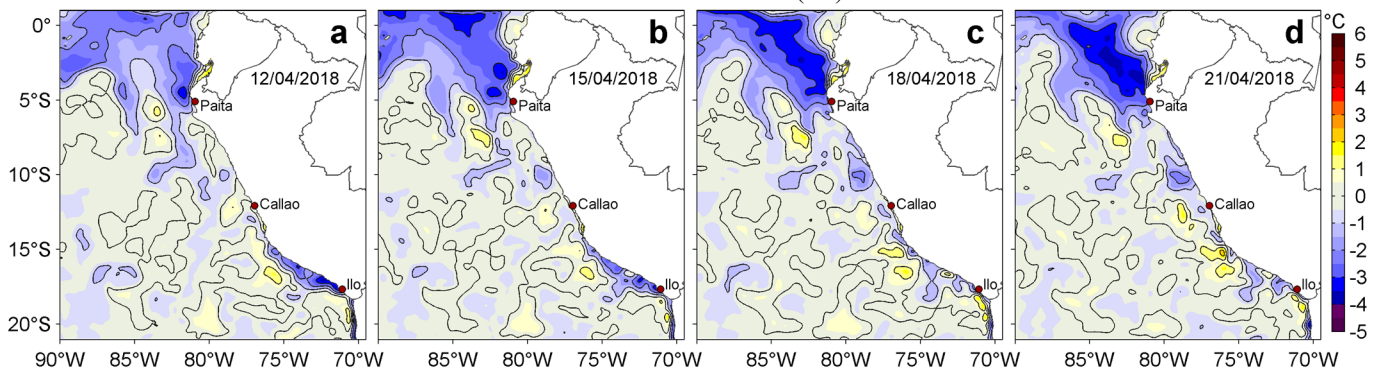 a
b
c
d
°C
12/04/2018
15/04/2018
18/04/2018
21/04/2018
0°
5°S
10°S
15°S
20°S
Paita
Callao
Ilo
Paita
Callao
Ilo
Paita
Callao
Ilo
Paita
Callao
Ilo
6
5
4
3
2
1
0
-1
-2
-3
-4
-5
90°W 85°W 80°W 75°W 70°W
85°W 80°W 75°W 70°W
85°W 80°W 75°W 70°W
85°W 80°W 75°W 70°W